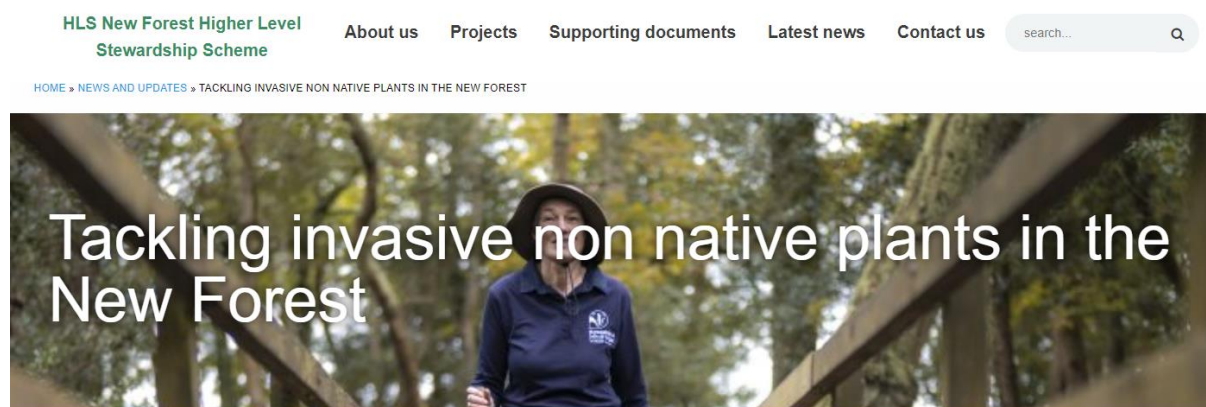 HLS New Forest Higher Level
Stewardship Scheme
About us
Projects
Supporting documents
Latest news
Contact us
search...
HOME » NEWS AND UPDATES » TACKLING INVASIVE NON NATIVE PLANTS IN THE NEW FOREST
Tackling invasive non native plants in the
New Forest